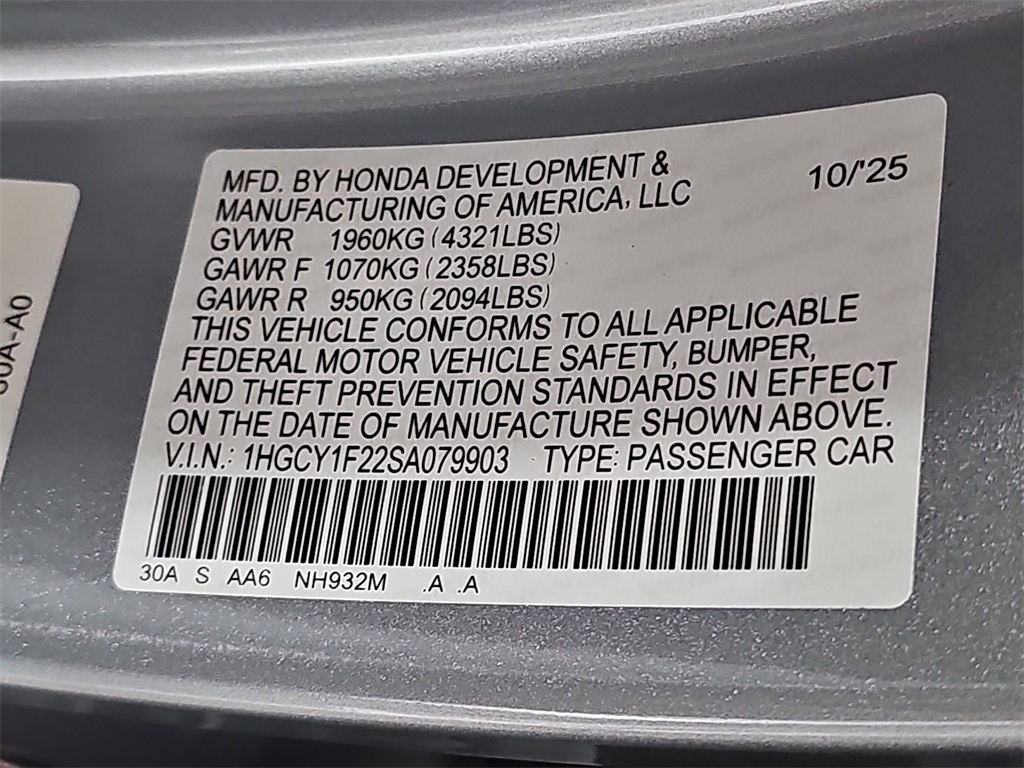 MFD. BY HONDA DEVELOPMENT &
MANUFACTURING OF AMERICA, LLC
10/'25
GVWR 1960KG (4321LBS)
GAWR F 1070KG (2358LBS)
GAWR R 950KG (2094LBS)
THIS VEHICLE CONFORMS TO ALL APPLICABLE
FEDERAL MOTOR VEHICLE SAFETY, BUMPER,
AND THEFT PREVENTION STANDARDS IN EFFECT
ON THE DATE OF MANUFACTURE SHOWN ABOVE.
V.I.N.: 1HGCY1F22SA079903 TYPE: PASSENGER CAR
30A S AA6 NH932M .A .A